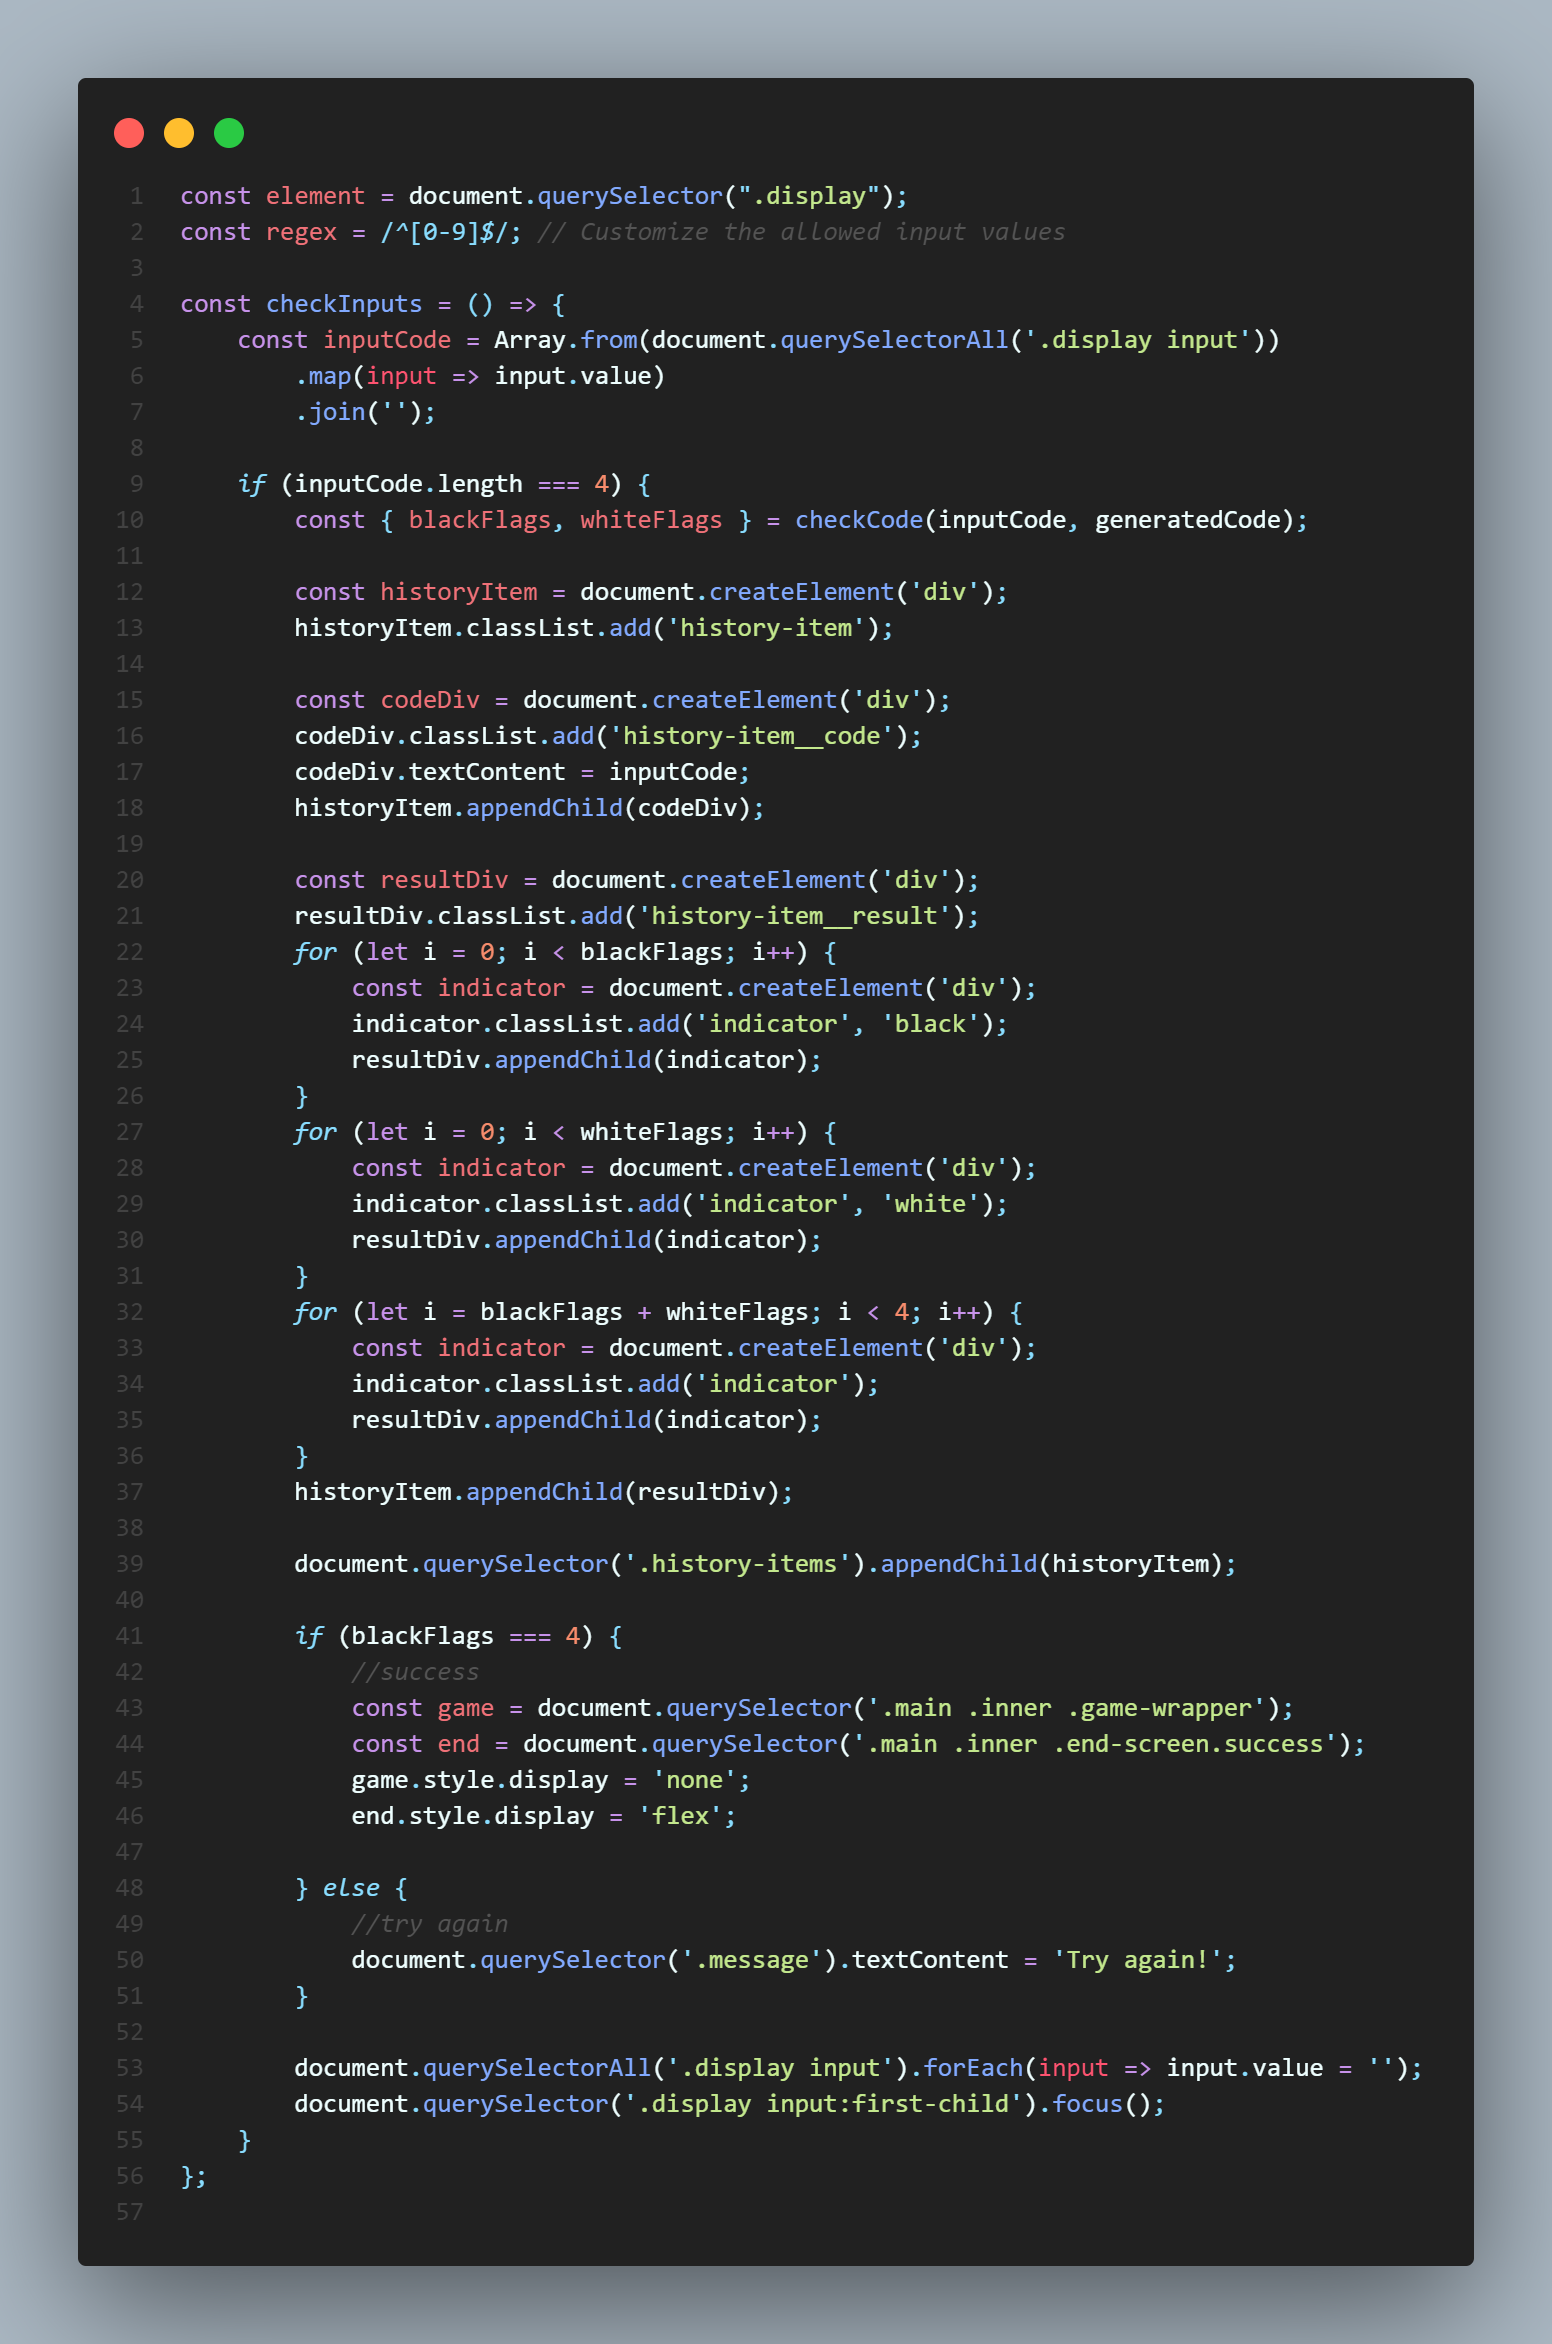 1 const element = document.querySelector(".display");
2 const regex = /^[0-9]$/; // Customize the allowed input values
3
4 const checkInputs = () => {
5     const inputCode = Array.from(document.querySelectorAll('.display input'))
6         .map(input => input.value)
7         .join('');
8
9     if (inputCode.length === 4) {
10         const { blackFlags, whiteFlags } = checkCode(inputCode, generatedCode);
11
12         const historyItem = document.createElement('div');
13         historyItem.classList.add('history-item');
14
15         const codeDiv = document.createElement('div');
16         codeDiv.classList.add('history-item__code');
17         codeDiv.textContent = inputCode;
18         historyItem.appendChild(codeDiv);
19
20         const resultDiv = document.createElement('div');
21         resultDiv.classList.add('history-item__result');
22         for (let i = 0; i < blackFlags; i++) {
23             const indicator = document.createElement('div');
24             indicator.classList.add('indicator', 'black');
25             resultDiv.appendChild(indicator);
26         }
27         for (let i = 0; i < whiteFlags; i++) {
28             const indicator = document.createElement('div');
29             indicator.classList.add('indicator', 'white');
30             resultDiv.appendChild(indicator);
31         }
32         for (let i = blackFlags + whiteFlags; i < 4; i++) {
33             const indicator = document.createElement('div');
34             indicator.classList.add('indicator');
35             resultDiv.appendChild(indicator);
36         }
37         historyItem.appendChild(resultDiv);
38
39         document.querySelector('.history-items').appendChild(historyItem);
40
41         if (blackFlags === 4) {
42             //success
43             const game = document.querySelector('.main .inner .game-wrapper');
44             const end = document.querySelector('.main .inner .end-screen.success');
45             game.style.display = 'none';
46             end.style.display = 'flex';
47
48         } else {
49             //try again
50             document.querySelector('.message').textContent = 'Try again!';
51         }
52
53         document.querySelectorAll('.display input').forEach(input => input.value = '');
54         document.querySelector('.display input:first-child').focus();
55     }
56 };
57